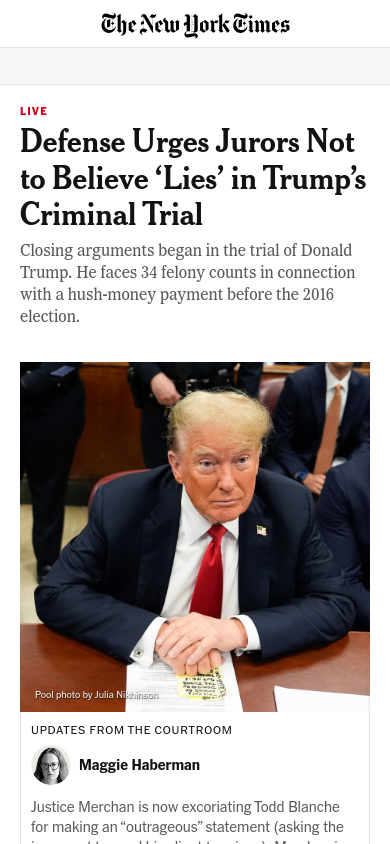 The New York Times
LIVE
Defense Urges Jurors Not
to Believe ‘Lies’ in Trump’s
Criminal Trial
Closing arguments began in the trial of Donald
Trump. He faces 34 felony counts in connection
with a hush-money payment before the 2016
election.
Pool photo by Julia Nikhinson
UPDATES FROM THE COURTROOM
Maggie Haberman
Justice Merchan is now excoriating Todd Blanche
for making an “outrageous” statement (asking the